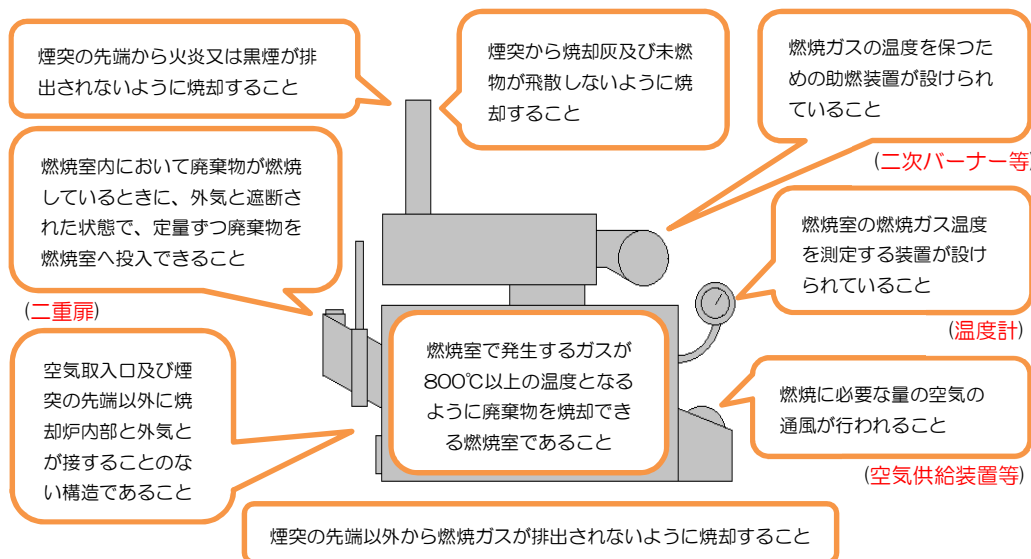 煙突の先端から火炎又は黒煙が排
出されないように焼却すること
煙突から焼却灰及び未燃
物が飛散しないように焼
却すること
燃焼ガスの温度を保つた
めの助燃装置が設けられ
ていること
(二次バーナー等)
燃焼室内において廃棄物が燃焼
しているときに、外気と遮断さ
れた状態で、定量ずつ廃棄物を
燃焼室へ投入できること
(二重扉)
燃焼室の燃焼ガス温度
を測定する装置が設け
られていること
(温度計)
空気取入口及び煙
突の先端以外に焼
却炉内部と外気と
が接することのな
い構造であること
燃焼室で発生するガスが
800℃以上の温度となる
ように廃棄物を焼却でき
る燃焼室であること
燃焼に必要な量の空気の
通風が行われること
(空気供給装置等)
煙突の先端以外から燃焼ガスが排出されないように焼却すること